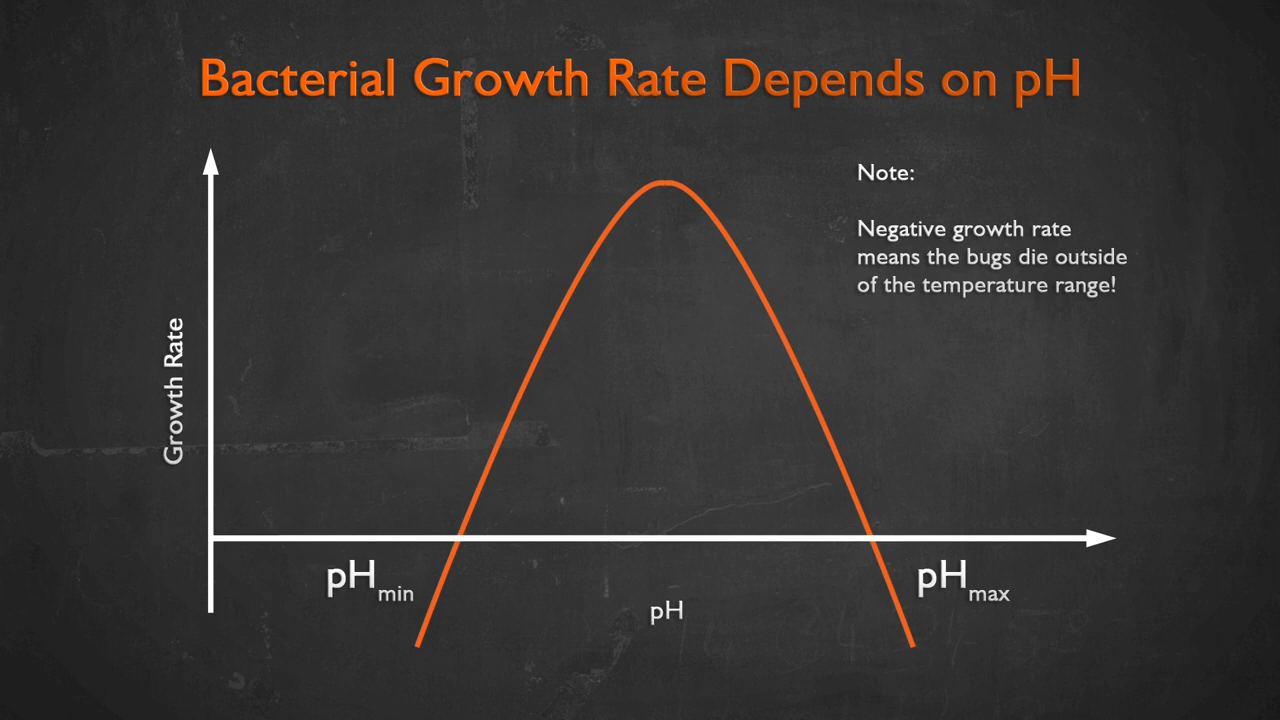 Bacterial Growth Rate Depends on pH
Note:
Negative growth rate
means the bugs die outside
of the temperature range!
Growth Rate
pHmin
pHmax
pH